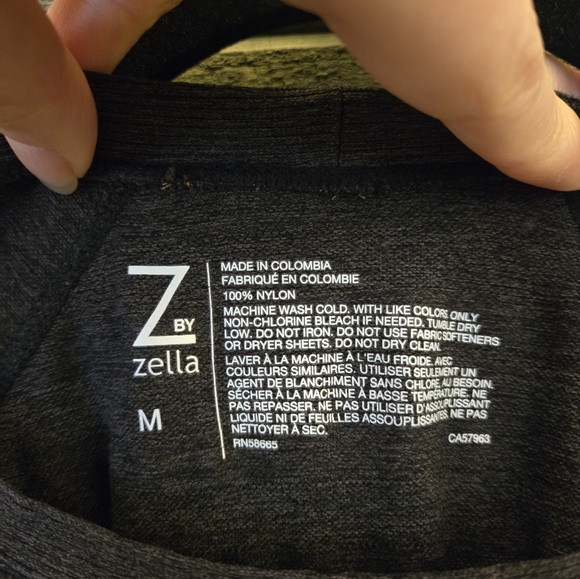 Z BY
zella
M
MADE IN COLOMBIA
FABRIQUÉ EN COLOMBIE
100% NYLON
MACHINE WASH COLD. WITH LIKE COLORS ONLY
NON-CHLORINE BLEACH IF NEEDED. TUMBLE DRY
LOW. DO NOT IRON. DO NOT USE FABRIC SOFTENERS
OR DRYER SHEETS. DO NOT DRY CLEAN.
LAVER À LA MACHINE À L'EAU FROIDE. AVEC
COULEURS SIMILAIRES. UTILISER SEULEMENT UN
AGENT DE BLANCHIMENT SANS CHLORE, AU BESOIN.
SÉCHER À LA MACHINE À BASSE TEMPÉRATURE. NE
PAS REPASSER. NE PAS UTILISER D'ASSOUPLISSANT
LIQUIDE NI DE FEUILLES ASSOUPLISSANTES. NE PAS
NETTOYER À SEC.
RN58665 CA57963